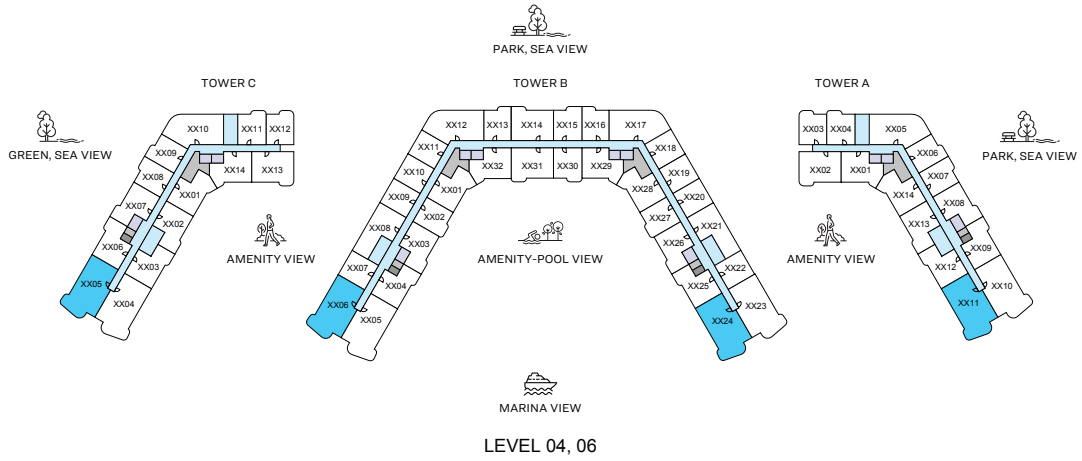 PARK, SEA VIEW
TOWER C
TOWER B
TOWER A
GREEN, SEA VIEW
PARK, SEA VIEW
XX10
XX11
XX12
XX09
XX08
XX07
XX06
XX05
XX04
XX03
XX02
XX01
XX14
XX13
XX12
XX13
XX14
XX15
XX16
XX17
XX11
XX10
XX09
XX08
XX07
XX06
XX05
XX04
XX03
XX02
XX01
XX32
XX31
XX30
XX29
XX28
XX27
XX26
XX25
XX24
XX23
XX22
XX21
XX20
XX19
XX18
XX03
XX04
XX05
XX02
XX01
XX06
XX07
XX08
XX09
XX10
XX11
XX12
XX13
XX14
AMENITY VIEW
AMENITY-POOL VIEW
AMENITY VIEW
MARINA VIEW
LEVEL 04, 06